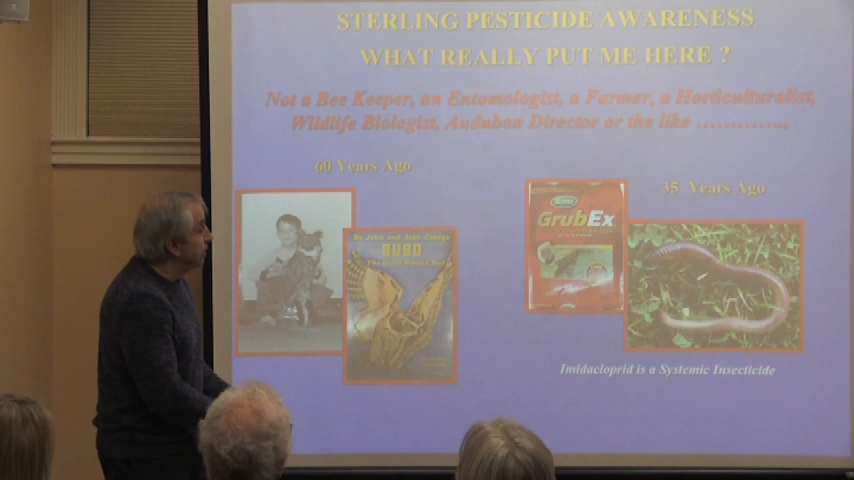 STERLING PESTICIDE AWARENESS
WHAT REALLY PUT ME HERE ?
Not a Bee Keeper, an Entomologist, a Farmer, a Horticulturalist,
Wildlife Biologist, Audubon Director or the like .............,
60 Years Ago
35 Years Ago
By John and Jean George
BUBO
The Great Horned Owl
GrubEx
Imidacloprid is a Systemic Insecticide